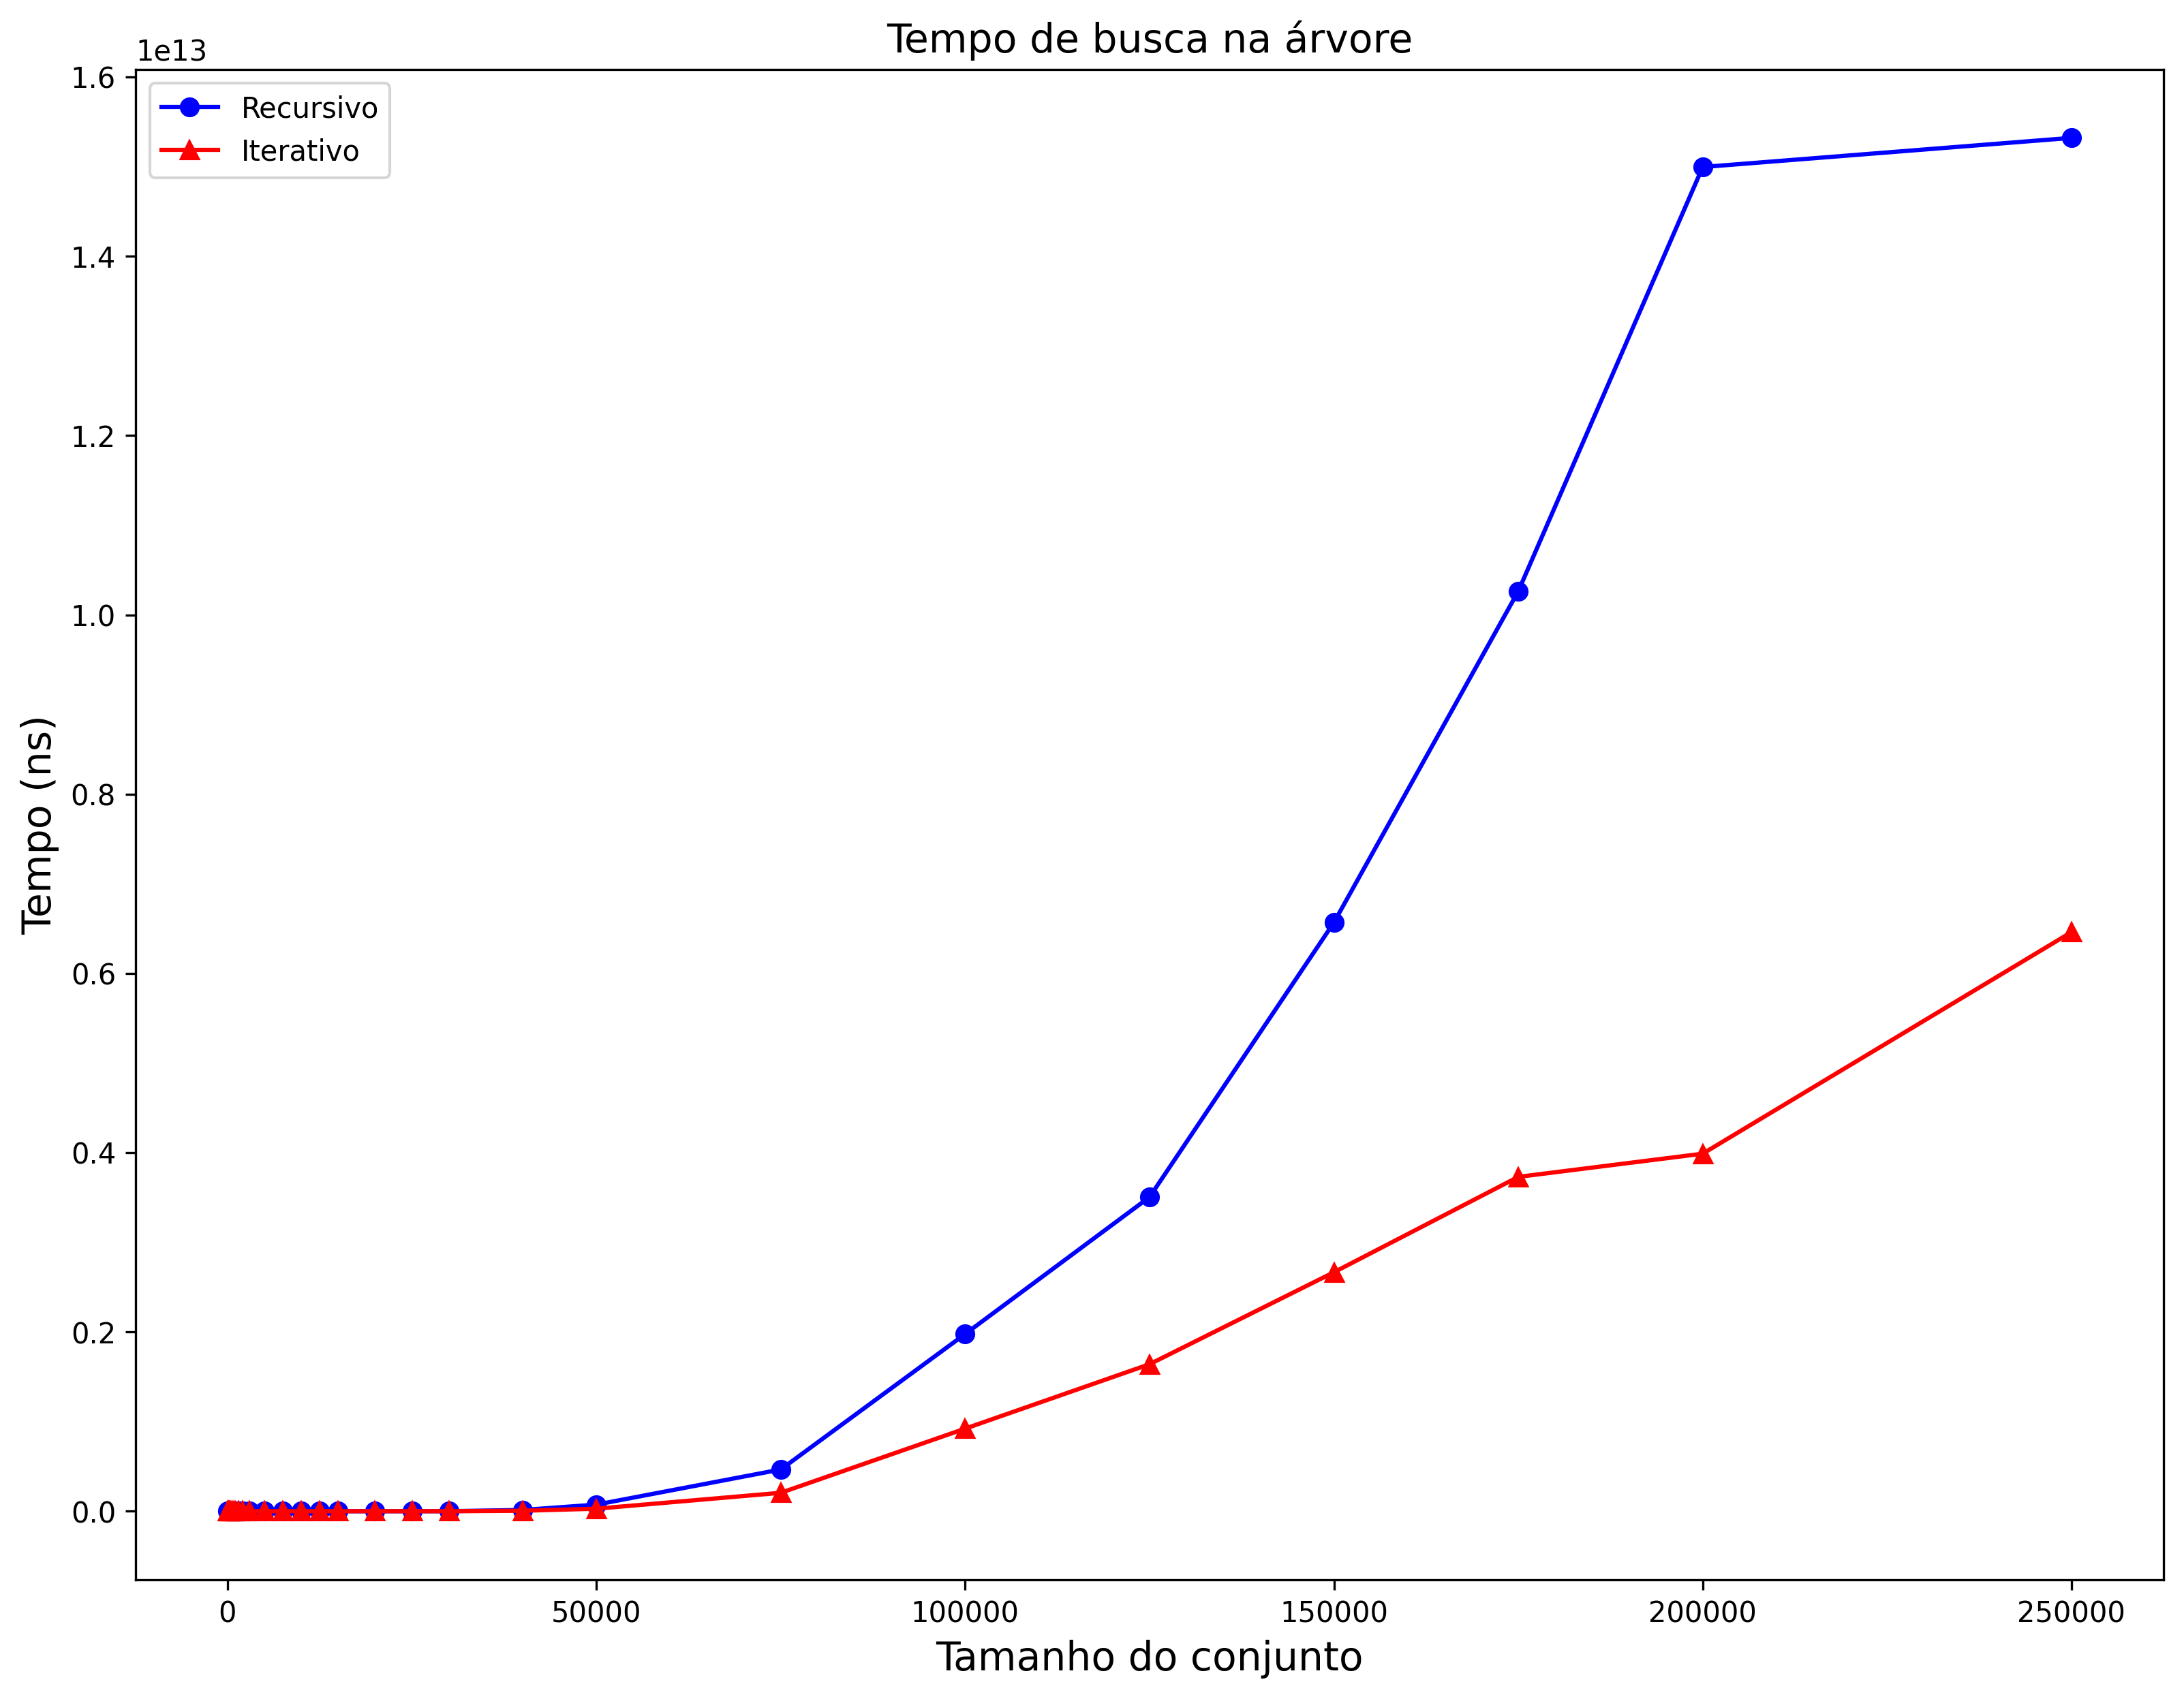 Tempo de busca na árvore
1e13
1.6
1.4
1.2
1.0
0.8
0.6
0.4
0.2
0.0
Recursivo
Iterativo
Tempo (ns)
0 50000 100000 150000 200000 250000
Tamanho do conjunto